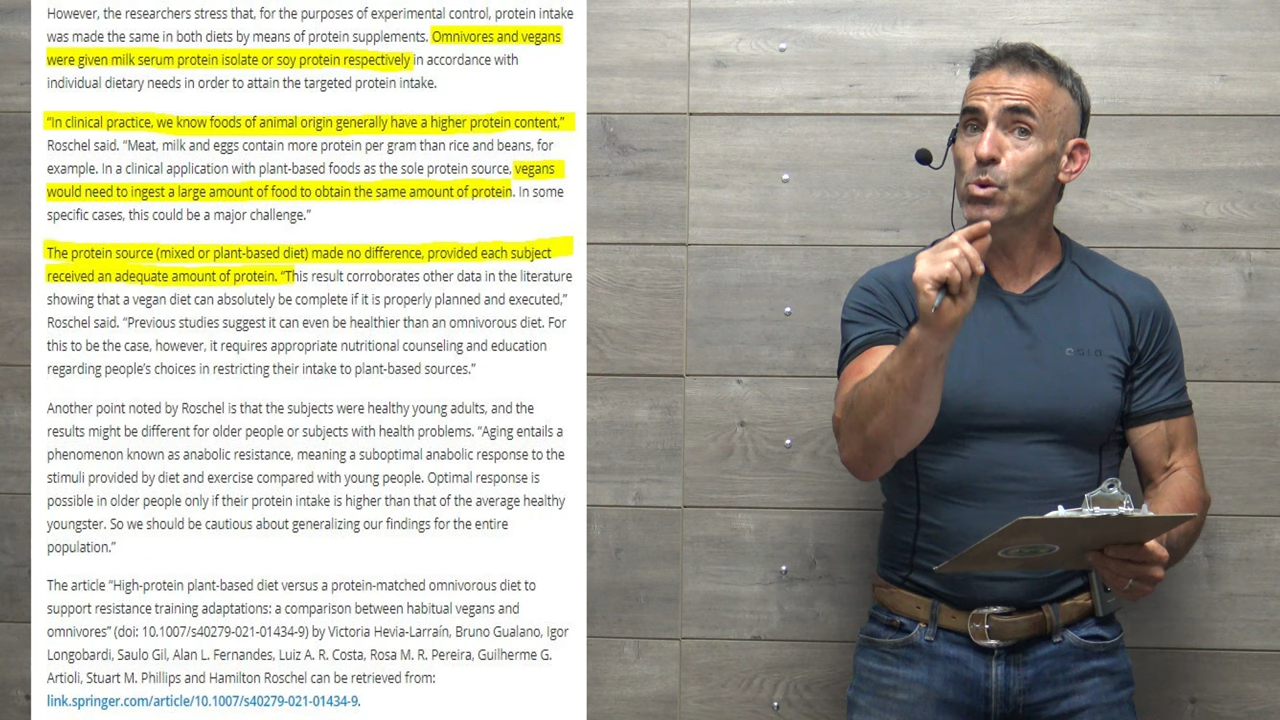 However, the researchers stress that, for the purposes of experimental control, protein intake
was made the same in both diets by means of protein supplements. Omnivores and vegans
were given milk serum protein isolate or soy protein respectively in accordance with
individual dietary needs in order to attain the targeted protein intake.
“In clinical practice, we know foods of animal origin generally have a higher protein content,”
Roschel said. “Meat, milk and eggs contain more protein per gram than rice and beans, for
example. In a clinical application with plant-based foods as the sole protein source, vegans
would need to ingest a large amount of food to obtain the same amount of protein. In some
specific cases, this could be a major challenge.”
The protein source (mixed or plant-based diet) made no difference, provided each subject
received an adequate amount of protein. “This result corroborates other data in the literature
showing that a vegan diet can absolutely be complete if it is properly planned and executed,”
Roschel said. “Previous studies suggest it can even be healthier than an omnivorous diet. For
this to be the case, however, it requires appropriate nutritional counseling and education
regarding people’s choices in restricting their intake to plant-based sources.”
Another point noted by Roschel is that the subjects were healthy young adults, and the
results might be different for older people or subjects with health problems. “Aging entails a
phenomenon known as anabolic resistance, meaning a suboptimal anabolic response to the
stimuli provided by diet and exercise compared with young people. Optimal response is
possible in older people only if their protein intake is higher than that of the average healthy
youngster. So we should be cautious about generalizing our findings for the entire
population.”
The article “High-protein plant-based diet versus a protein-matched omnivorous diet to
support resistance training adaptations: a comparison between habitual vegans and
omnivores” (doi: 10.1007/s40279-021-01434-9) by Victoria Hevia-Larraín, Bruno Gualano, Igor
Longobardi, Saulo Gil, Alan L. Fernandes, Luiz A. R. Costa, Rosa M. R. Pereira, Guilherme G.
Artioli, Stuart M. Phillips and Hamilton Roschel can be retrieved from:
link.springer.com/article/10.1007/s40279-021-01434-9.